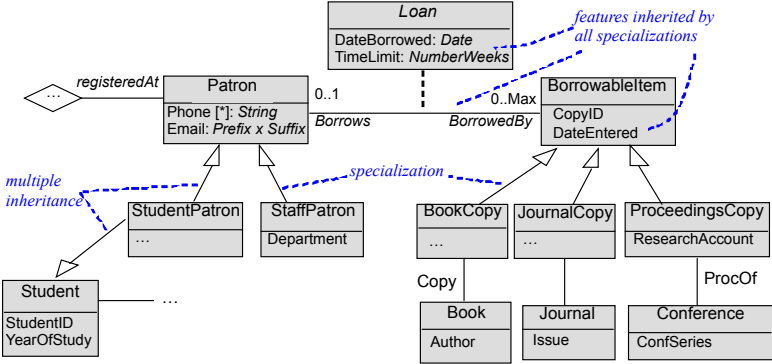 Loan
DateBorrowed: Date
TimeLimit: NumberWeeks
features inherited by
all specializations
...
registeredAt
Patron
Phone [*]: String
Email: Prefix x Suffix
0..1
Borrows
0..Max
BorrowedBy
BorrowableItem
CopyID
DateEntered
multiple
inheritance
specialization
StudentPatron
...
StaffPatron
Department
BookCopy
...
JournalCopy
...
ProceedingsCopy
ResearchAccount
Student
StudentID
YearOfStudy
...
Copy
ProcOf
Book
Author
Journal
Issue
Conference
ConfSeries